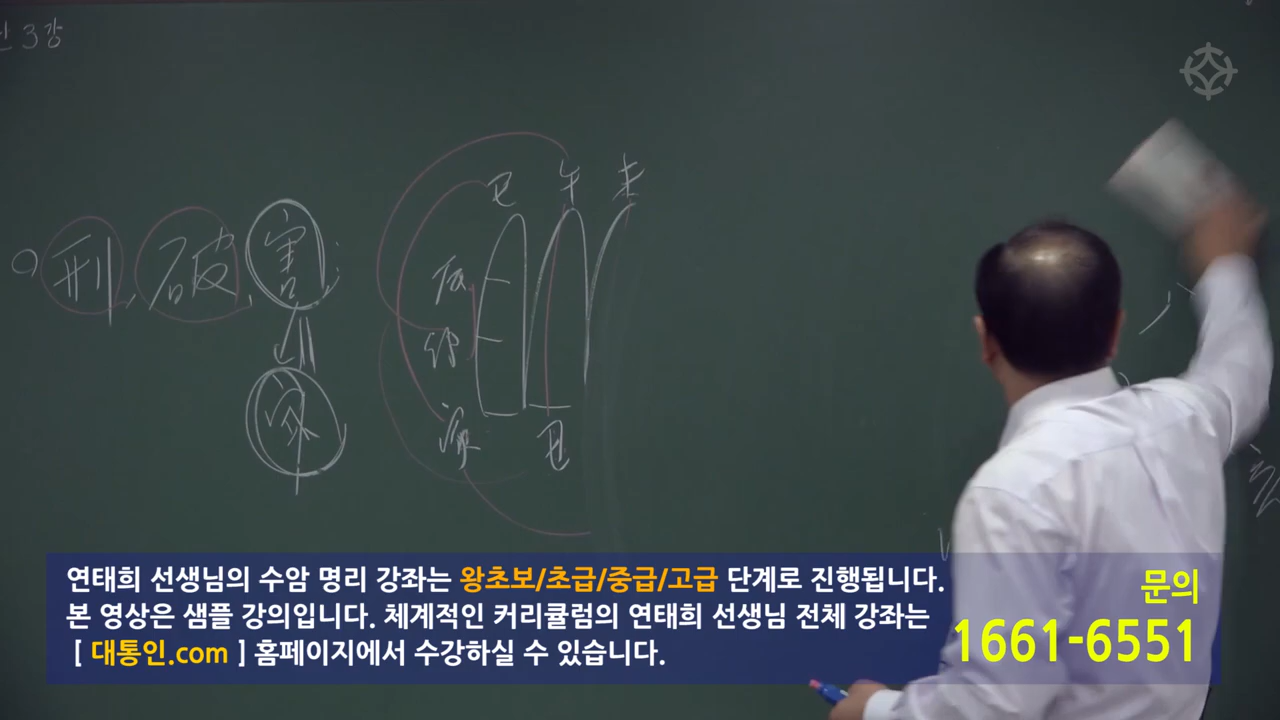 3강
巳 午 未
刑, 破, 害
丑
연태희 선생님의 수암 명리 강좌는 왕초보/초급/중급/고급 단계로 진행됩니다.
본 영상은 샘플 강의입니다. 체계적인 커리큘럼의 연태희 선생님 전체 강좌는
[ 대통인.com ] 홈페이지에서 수강하실 수 있습니다.
문의
1661-6551